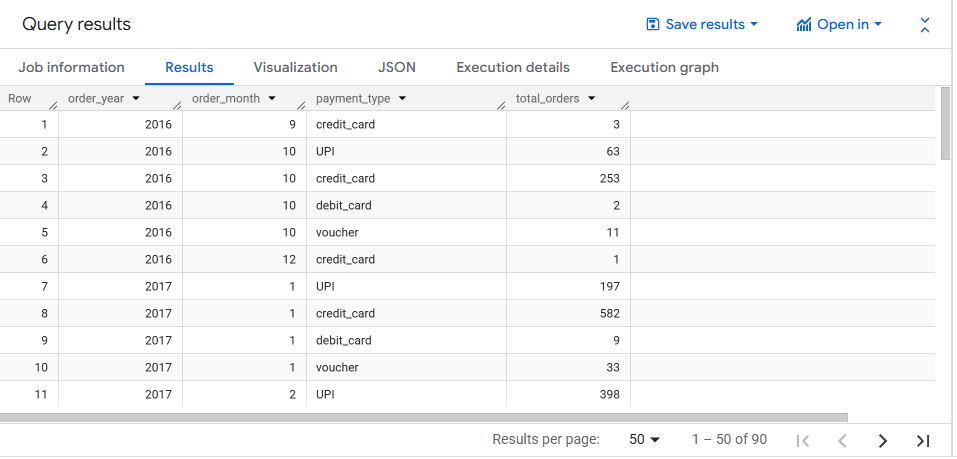 Query results Save results Open in
Job information Results Visualization JSON Execution details Execution graph
Row order_year order_month payment_type total_orders
1 2016 9 credit_card 3
2 2016 10 UPI 63
3 2016 10 credit_card 253
4 2016 10 debit_card 2
5 2016 10 voucher 11
6 2016 12 credit_card 1
7 2017 1 UPI 197
8 2017 1 credit_card 582
9 2017 1 debit_card 9
10 2017 1 voucher 33
11 2017 2 UPI 398
Results per page: 50 1 – 50 of 90